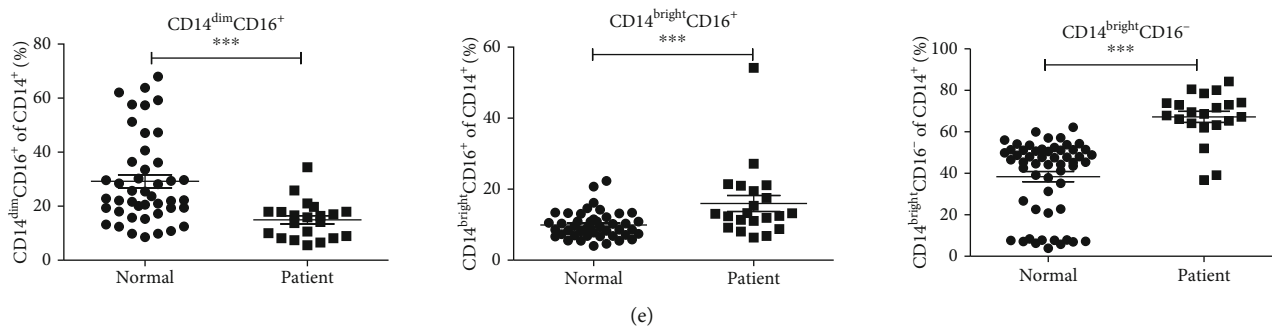 CD14dimCD16+
***
CD14dimCD16+ of CD14+ (%)
80
60
40
20
0
Normal
Patient
CD14brightCD16+
***
CD14brightCD16+ of CD14+ (%)
60
40
20
0
Normal
Patient
CD14brightCD16−
***
CD14brightCD16− of CD14+ (%)
100
80
60
40
20
0
Normal
Patient
(e)